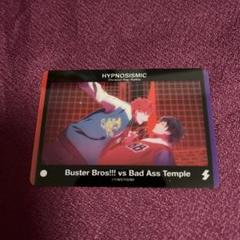 HYPNOSISMIC
Buster Bros!!! vs Bad Ass Temple